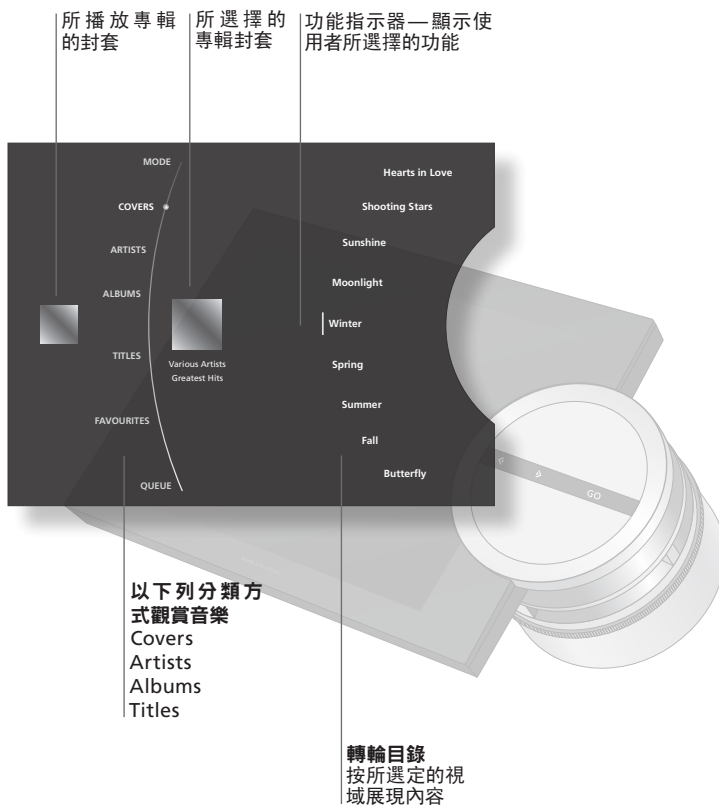 所播放專輯
的封套
所選擇的
專輯封套
功能指示器—顯示使
用者所選擇的功能
MODE
COVERS
ARTISTS
ALBUMS
TITLES
FAVOURITES
QUEUE
Various Artists
Greatest Hits
Hearts in Love
Shooting Stars
Sunshine
Moonlight
Winter
Spring
Summer
Fall
Butterfly
GO
以下列分類方
式觀賞音樂
Covers
Artists
Albums
Titles
轉輪目錄
按所選定的視
域展現內容